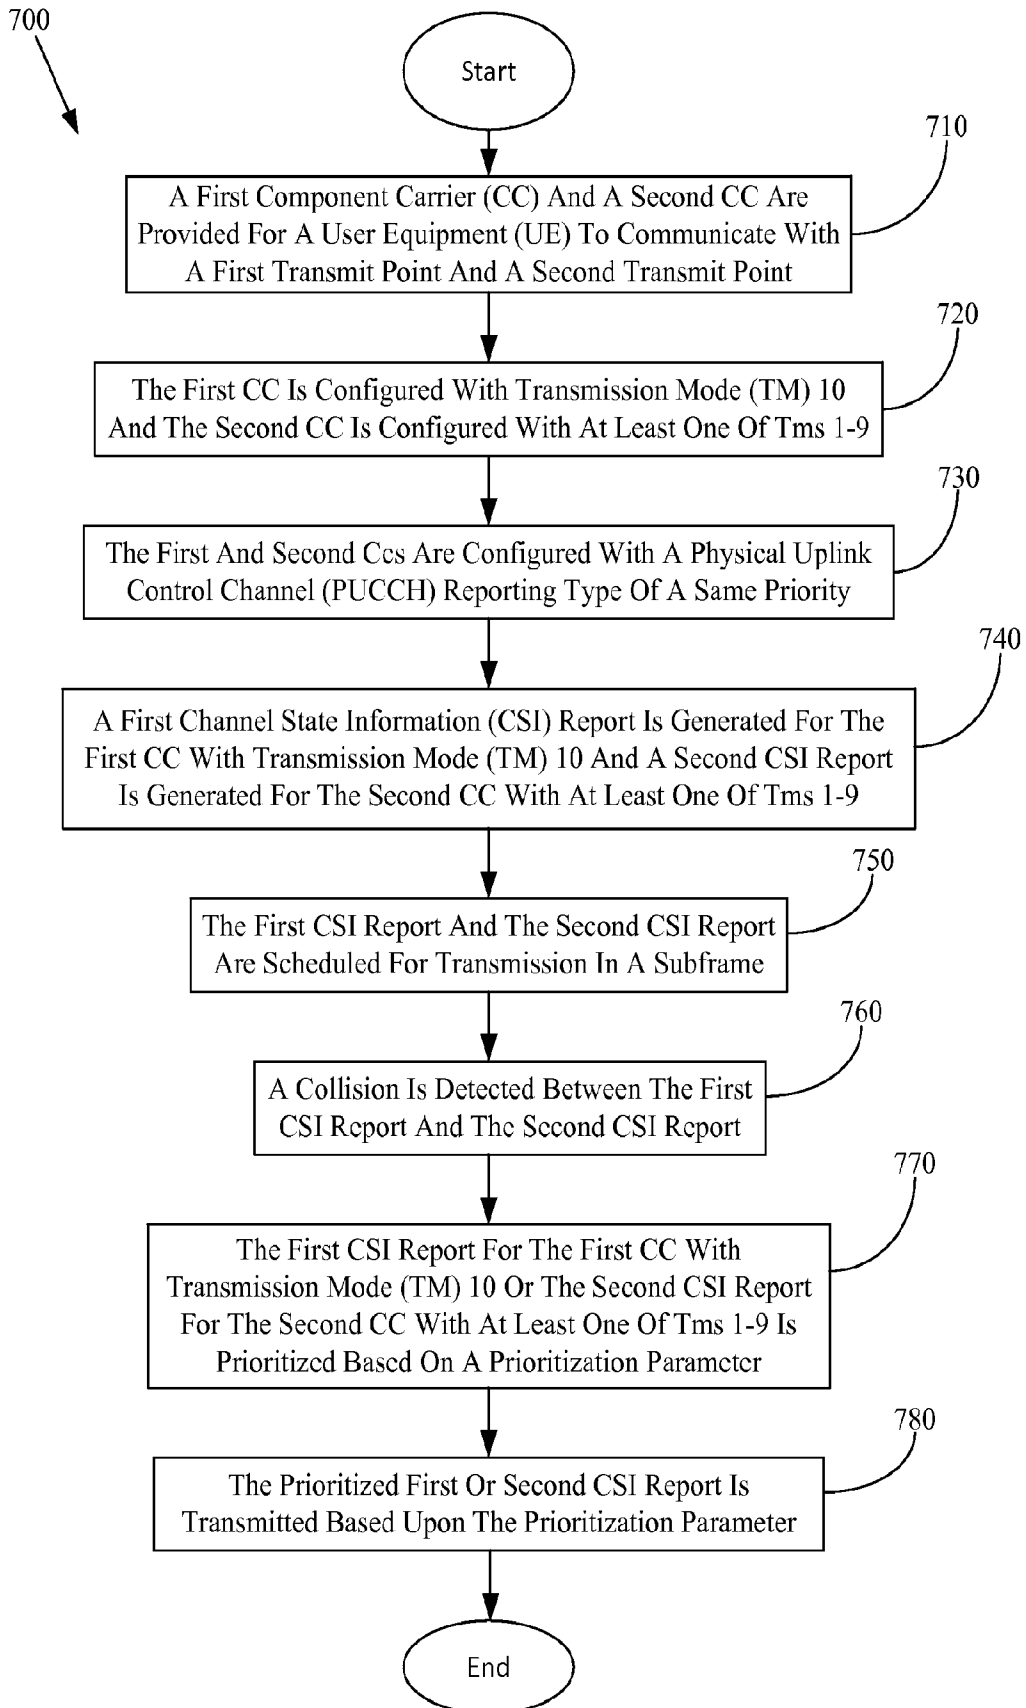 700
Start
710
A First Component Carrier (CC) And A Second CC Are
Provided For A User Equipment (UE) To Communicate With
A First Transmit Point And A Second Transmit Point
720
The First CC Is Configured With Transmission Mode (TM) 10
And The Second CC Is Configured With At Least One Of Tms 1-9
730
The First And Second Ccs Are Configured With A Physical Uplink
Control Channel (PUCCH) Reporting Type Of A Same Priority
740
A First Channel State Information (CSI) Report Is Generated For The
First CC With Transmission Mode (TM) 10 And A Second CSI Report
Is Generated For The Second CC With At Least One Of Tms 1-9
750
The First CSI Report And The Second CSI Report
Are Scheduled For Transmission In A Subframe
760
A Collision Is Detected Between The First
CSI Report And The Second CSI Report
770
The First CSI Report For The First CC With
Transmission Mode (TM) 10 Or The Second CSI Report
For The Second CC With At Least One Of Tms 1-9 Is
Prioritized Based On A Prioritization Parameter
780
The Prioritized First Or Second CSI Report Is
Transmitted Based Upon The Prioritization Parameter
End